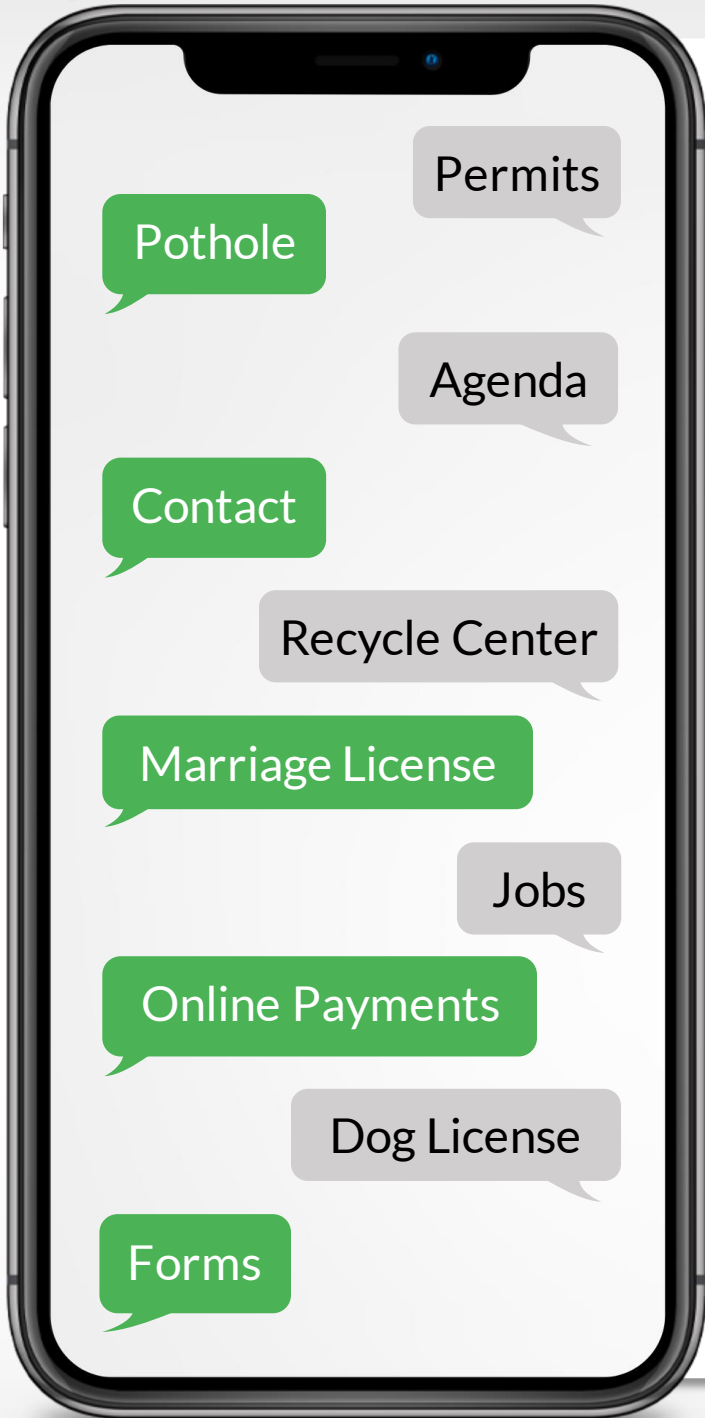 Permits
Pothole
Agenda
Contact
Recycle Center
Marriage License
Jobs
Online Payments
Dog License
Forms